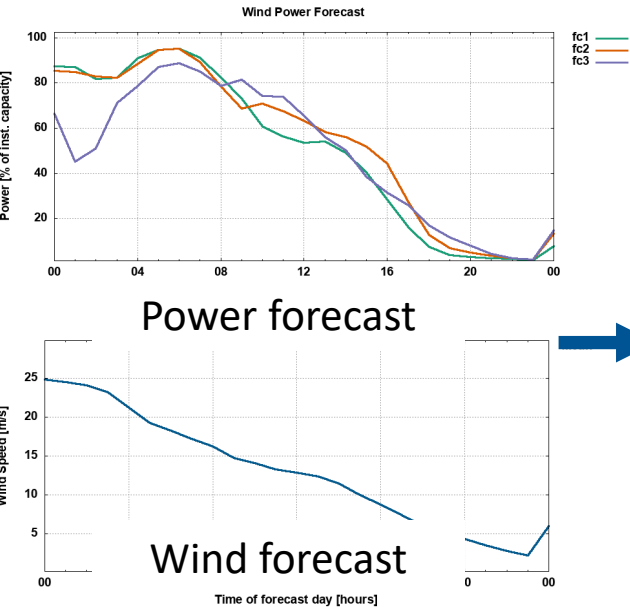 Wind Power Forecast
fc1
fc2
fc3
Power [% of inst. capacity]
100
80
60
40
20
00 04 08 12 16 20 00
Power forecast
Wind speed [m/s]
25
20
15
10
5
Wind forecast
00 0 00
Time of forecast day [hours]